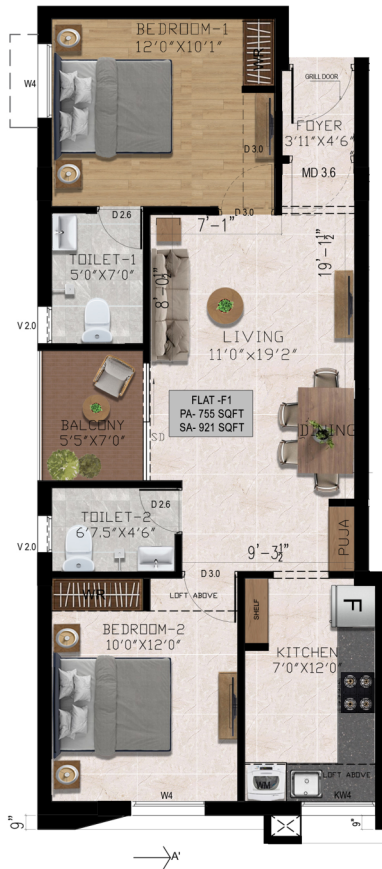 BEDROOM-1
12'0"X10'1"
WR
W4
GRILL DOOR
FOYER
3'11"X4'6"
MD 3.6
D 3.0
D 3.0
D 2.6
7'-1"
TOILET-1
5'0"X7'0"
8'-0½"
19'-1½"
V 2.0
LIVING
11'0"x19'2"
FLAT -F1
PA- 755 SQFT
SA- 921 SQFT
BALCONY
5'5"X7'0"
SD
DINING
D 2.6
TOILET-2
6'7.5"X4'6"
V 2.0
PUJA
9'-3½"
D 3.0
WR
LOFT ABOVE
SHELF
F
BEDROOM-2
10'0"X12'0"
KITCHEN
7'0"X12'0"
WM
LOFT ABOVE
W4
KW4
9"
9"
A'